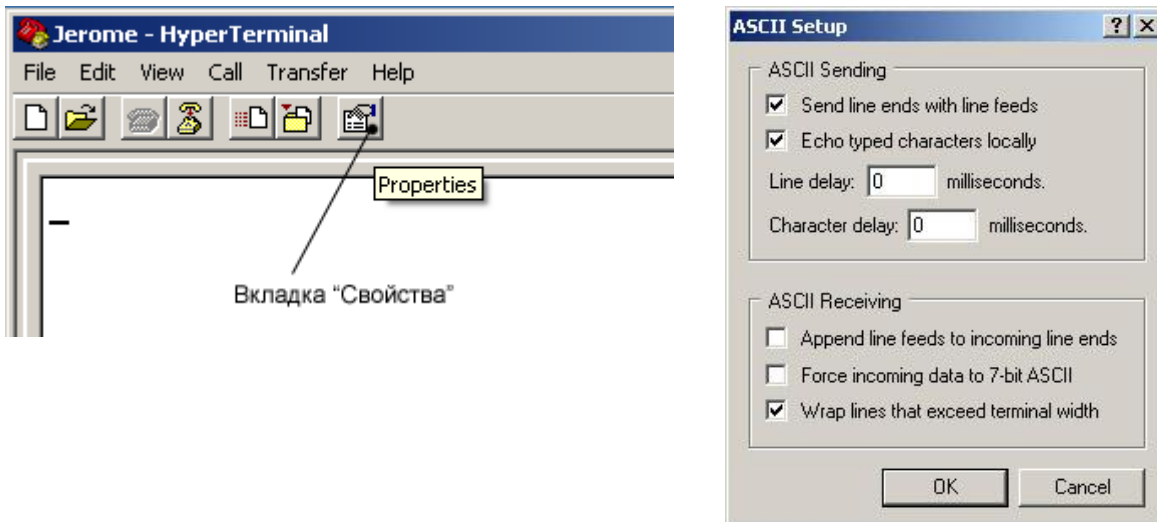 Jerome - HyperTerminal
File Edit View Call Transfer Help
Properties
Вкладка “Свойства”
ASCII Setup
ASCII Sending
Send line ends with line feeds
Echo typed characters locally
Line delay: 0 milliseconds.
Character delay: 0 milliseconds.
ASCII Receiving
Append line feeds to incoming line ends
Force incoming data to 7-bit ASCII
Wrap lines that exceed terminal width
OK Cancel